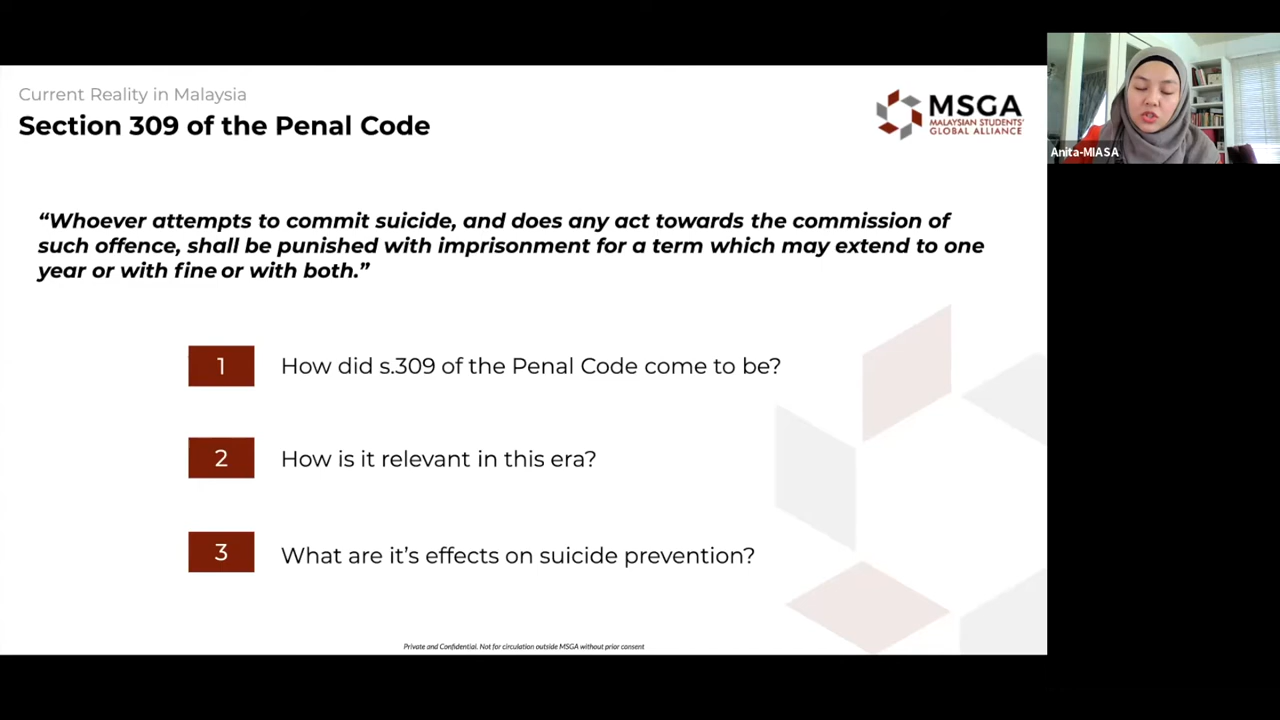 Current Reality in Malaysia
Section 309 of the Penal Code
MSGA
MALAYSIAN STUDENTS'
GLOBAL ALLIANCE
Anita-MIASA
“Whoever attempts to commit suicide, and does any act towards the commission of
such offence, shall be punished with imprisonment for a term which may extend to one
year or with fine or with both.”
1 How did s.309 of the Penal Code come to be?
2 How is it relevant in this era?
3 What are it’s effects on suicide prevention?
Private and Confidential. Not for circulation outside MSGA without prior consent